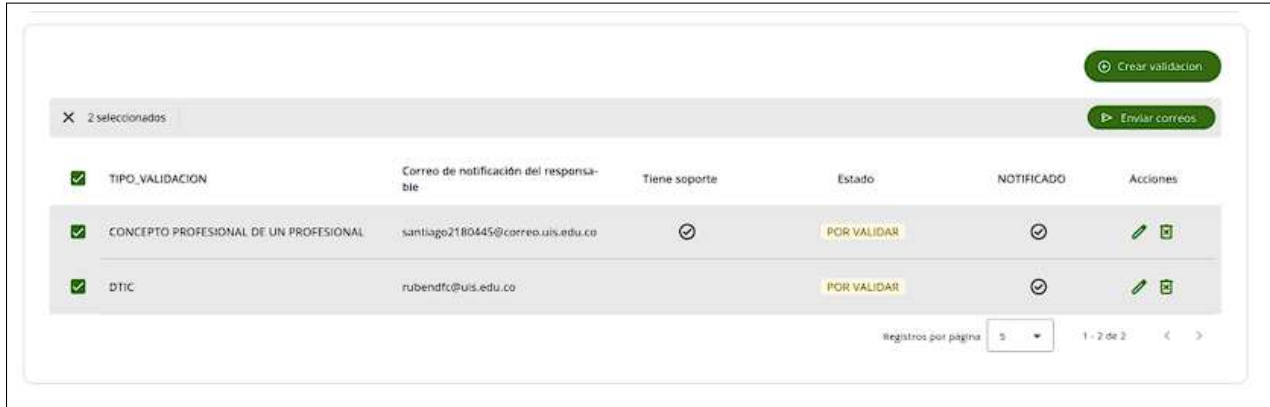 Crear validacion
2 seleccionados
Enviar correos
TIPO_VALIDACION
Correo de notificación del responsa-
ble
Tiene soporte
Estado
NOTIFICADO
Acciones
CONCEPTO PROFESIONAL DE UN PROFESIONAL
santiago2180445@correo.uis.edu.co
POR VALIDAR
DTIC
rubendfc@uis.edu.co
POR VALIDAR
Registros por página
5
1 - 2 de 2